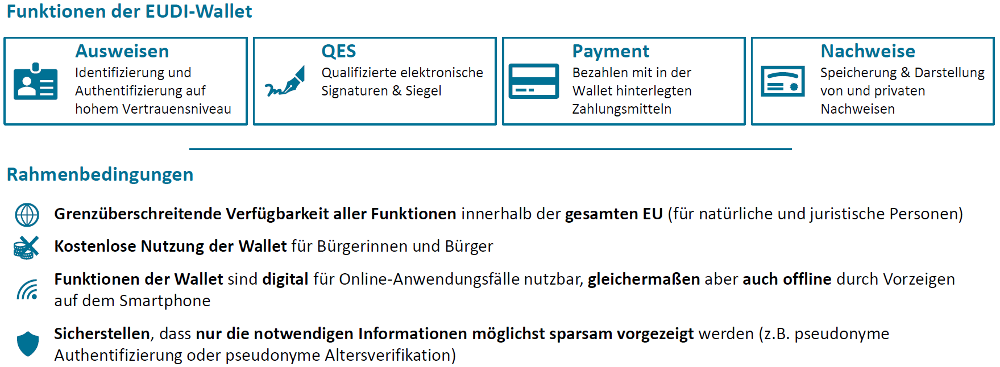 Funktionen der EUDI-Wallet
Ausweisen
Identifizierung und
Authentifizierung auf
hohem Vertrauensniveau
QES
Qualifizierte elektronische
Signaturen & Siegel
Payment
Bezahlen mit in der
Wallet hinterlegten
Zahlungsmitteln
Nachweise
Speicherung & Darstellung
von und privaten
Nachweisen
Rahmenbedingungen
Grenzüberschreitende Verfügbarkeit aller Funktionen innerhalb der gesamten EU (für natürliche und juristische Personen)
Kostenlose Nutzung der Wallet für Bürgerinnen und Bürger
Funktionen der Wallet sind digital für Online-Anwendungsfälle nutzbar, gleichermaßen aber auch offline durch Vorzeigen
auf dem Smartphone
Sicherstellen, dass nur die notwendigen Informationen möglichst sparsam vorgezeigt werden (z.B. pseudonyme
Authentifizierung oder pseudonyme Altersverifikation)